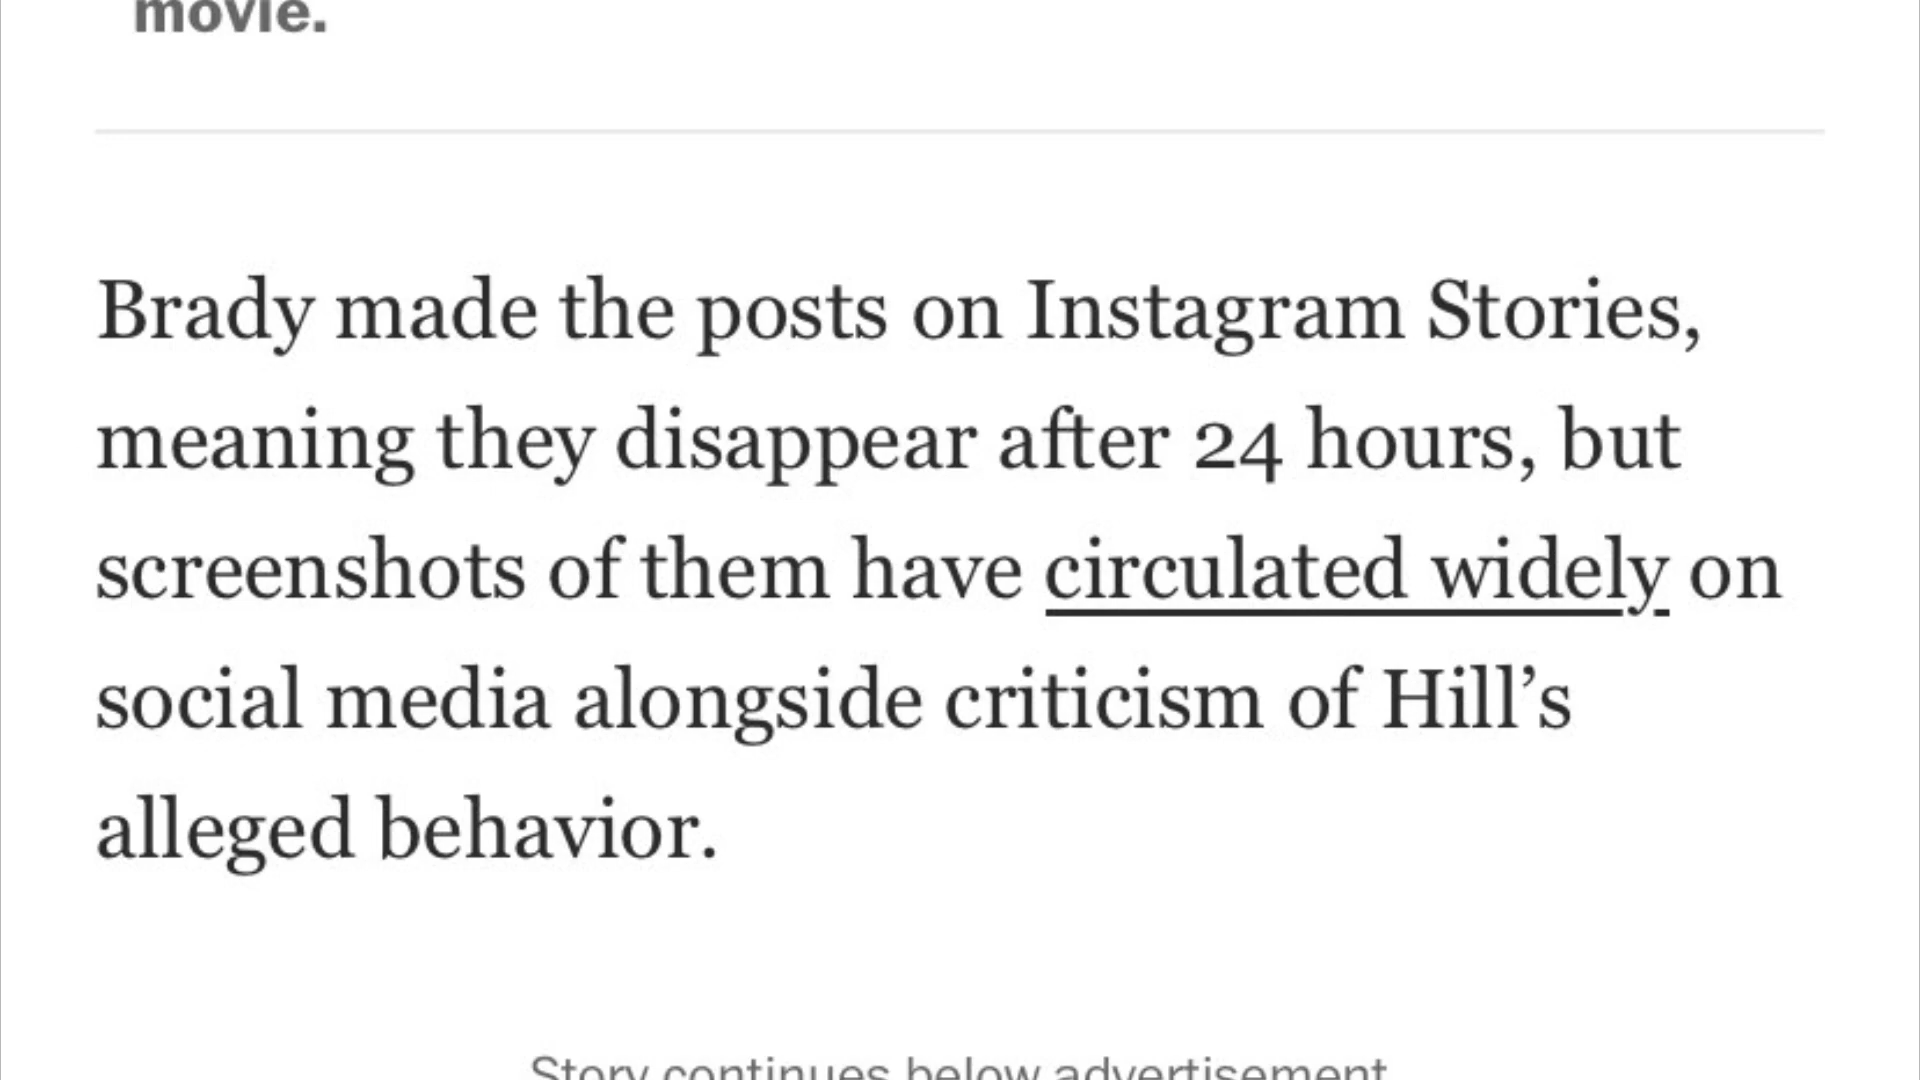 movie.
Brady made the posts on Instagram Stories,
meaning they disappear after 24 hours, but
screenshots of them have circulated widely on
social media alongside criticism of Hill’s
alleged behavior.
Story continues below advertisement